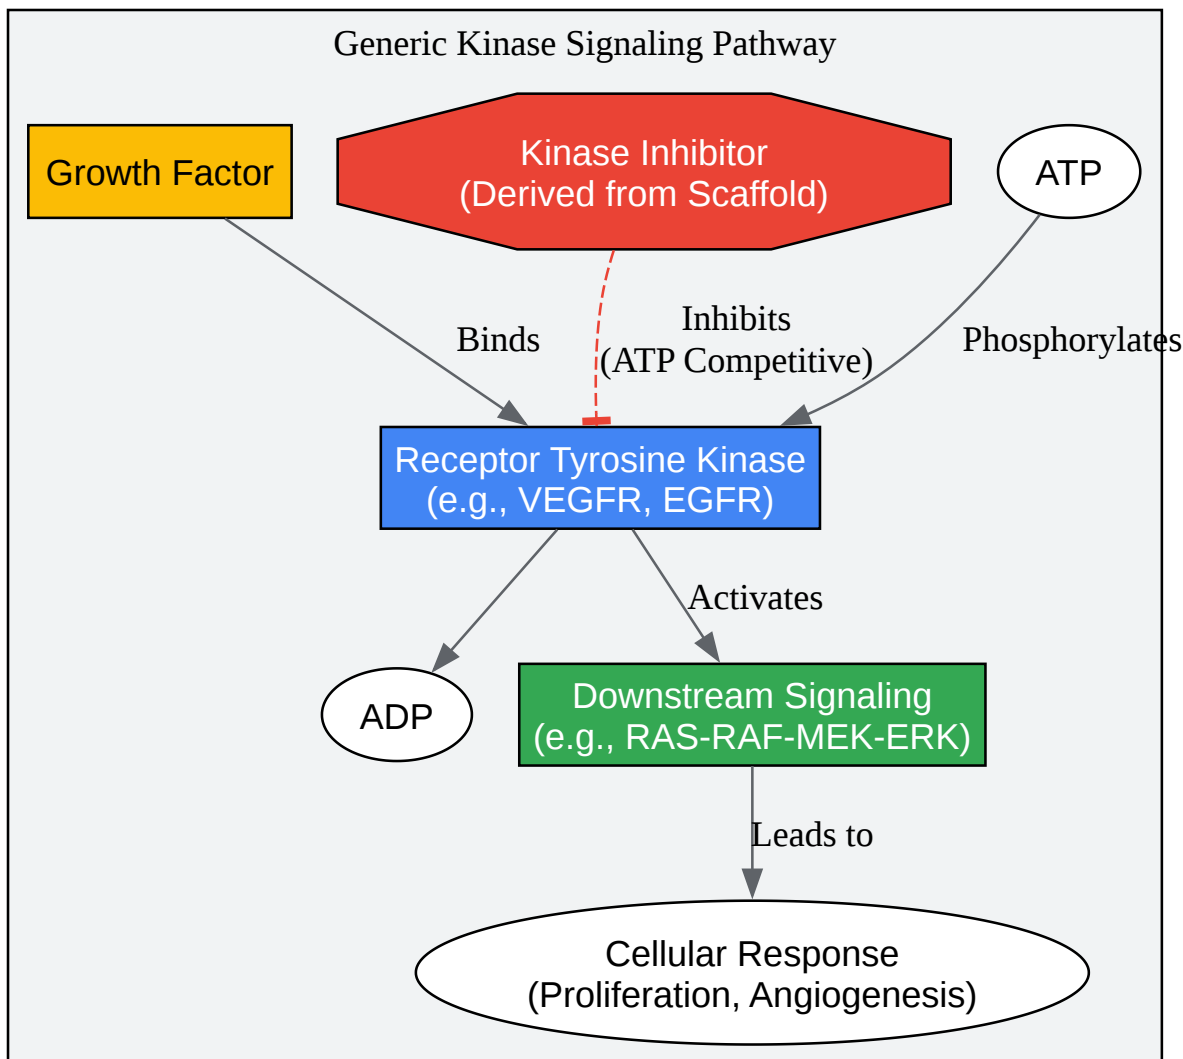 Generic Kinase Signaling Pathway
Growth Factor
Kinase Inhibitor
(Derived from Scaffold)
ATP
Binds
Inhibits
(ATP Competitive)
Phosphorylates
Receptor Tyrosine Kinase
(e.g., VEGFR, EGFR)
Activates
ADP
Downstream Signaling
(e.g., RAS-RAF-MEK-ERK)
Leads to
Cellular Response
(Proliferation, Angiogenesis)